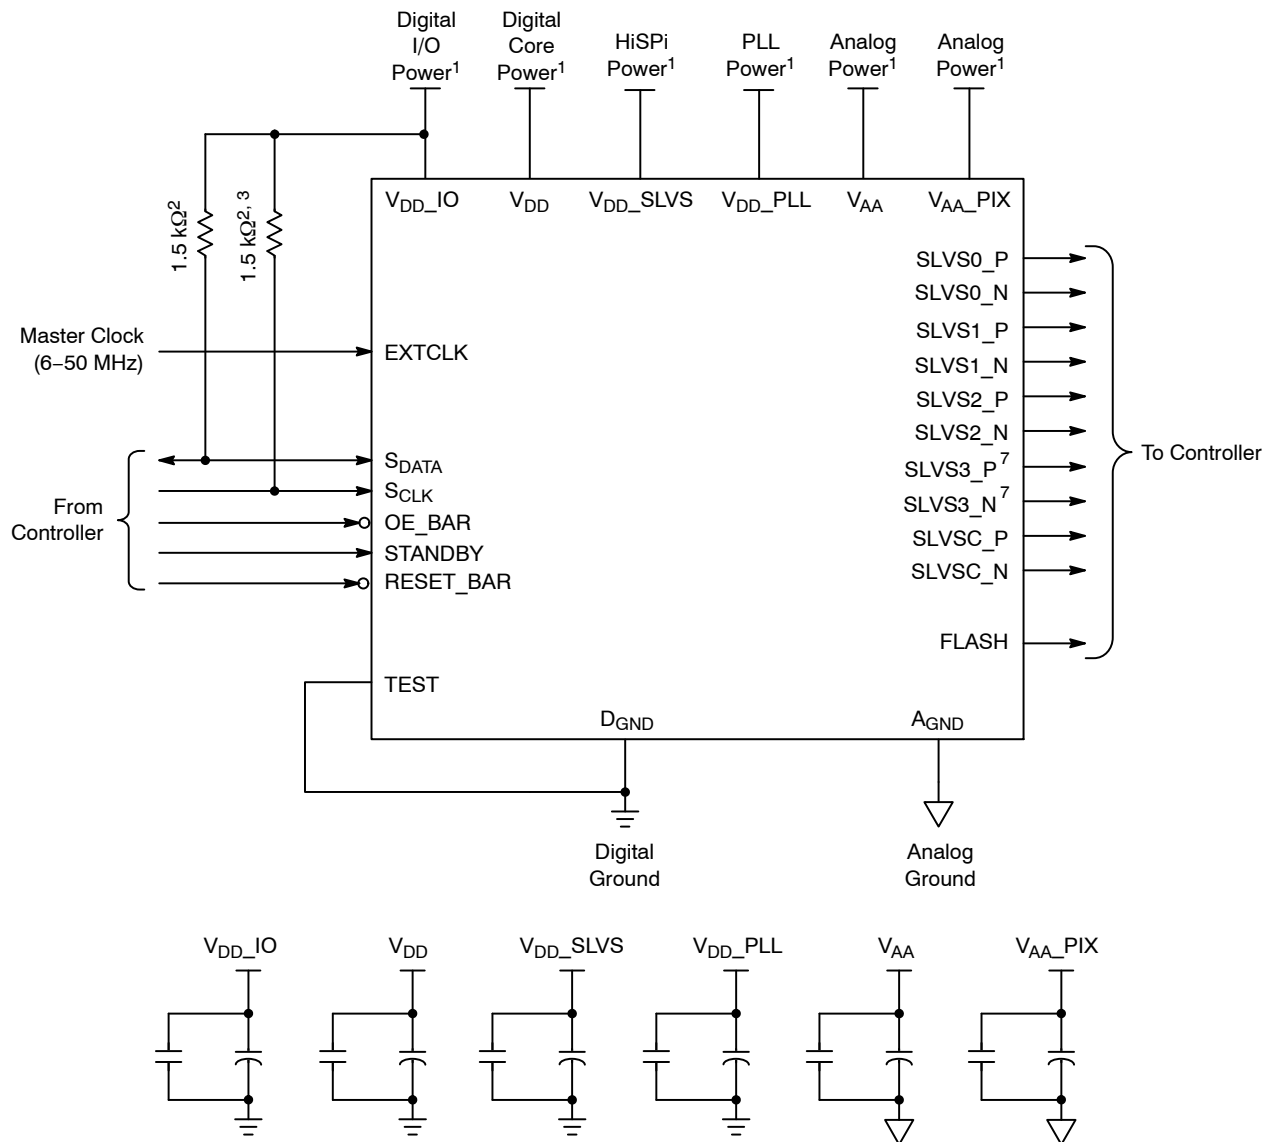 Digital
I/O
Power1
Digital
Core
Power1
HiSPi
Power1
PLL
Power1
Analog
Power1
Analog
Power1
VDD_IO
VDD
VDD_SLVS
VDD_PLL
VAA
VAA_PIX
1.5 kΩ2
1.5 kΩ2, 3
Master Clock
(6–50 MHz)
EXTCLK
From
Controller
SDATA
SCLK
OE_BAR
STANDBY
RESET_BAR
TEST
SLVS0_P
SLVS0_N
SLVS1_P
SLVS1_N
SLVS2_P
SLVS2_N
SLVS3_P7
SLVS3_N7
SLVSC_P
SLVSC_N
FLASH
To Controller
DGND
AGND
Digital
Ground
Analog
Ground
VDD_IO
VDD
VDD_SLVS
VDD_PLL
VAA
VAA_PIX